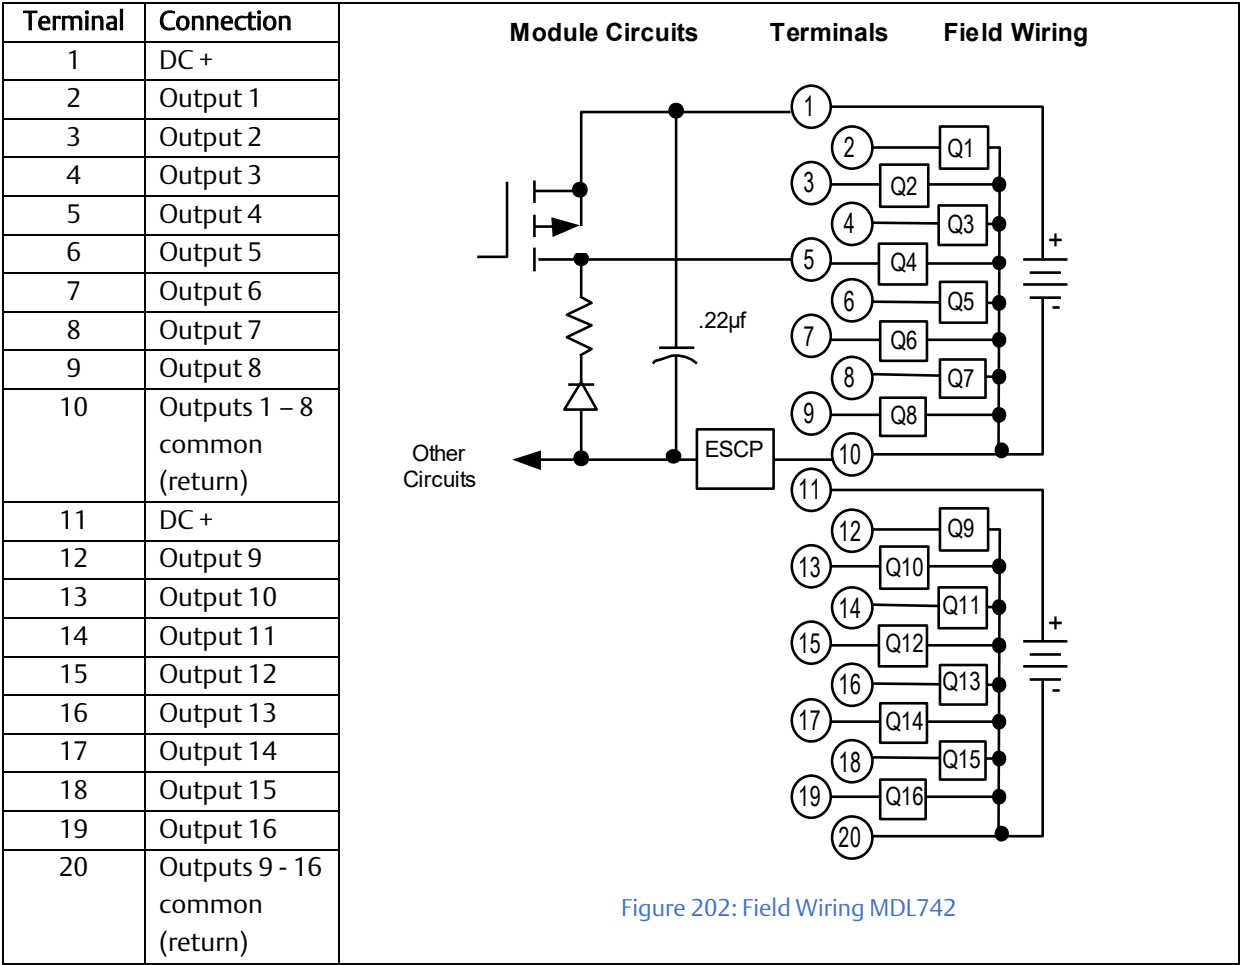 Terminal Connection
1 DC +
2 Output 1
3 Output 2
4 Output 3
5 Output 4
6 Output 5
7 Output 6
8 Output 7
9 Output 8
10 Outputs 1 – 8
common
(return)
11 DC +
12 Output 9
13 Output 10
14 Output 11
15 Output 12
16 Output 13
17 Output 14
18 Output 15
19 Output 16
20 Outputs 9 - 16
common
(return)
Module Circuits Terminals Field Wiring
1
2 Q1
3 Q2
4 Q3
+
5 Q4
6 Q5
-
.22µf
7 Q6
8 Q7
9 Q8
Other
Circuits
ESCP
10
11
12 Q9
13 Q10
14 Q11
+
15 Q12
16 Q13
-
17 Q14
18 Q15
19 Q16
20
Figure 202: Field Wiring MDL742